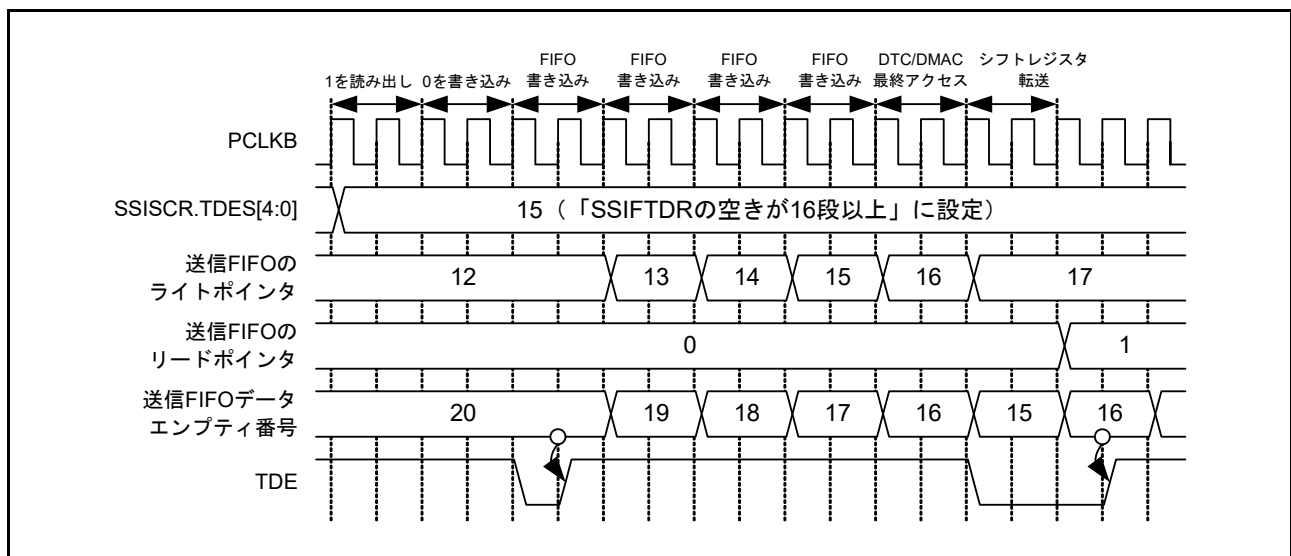 FIFO FIFO FIFO FIFO DTC/DMAC シフトレジスタ
1を読み出し 0を書き込み 書き込み 書き込み 書き込み 書き込み 最終アクセス 転送
PCLKB
SSISCR.TDES[4:0] 15（「SSIFTDRの空きが16段以上」に設定）
送信FIFOの
ライトポインタ
12 13 14 15 16 17
送信FIFOの
リードポインタ
0 1
送信FIFOデータ
エンプティ番号
20 19 18 17 16 15 16
TDE